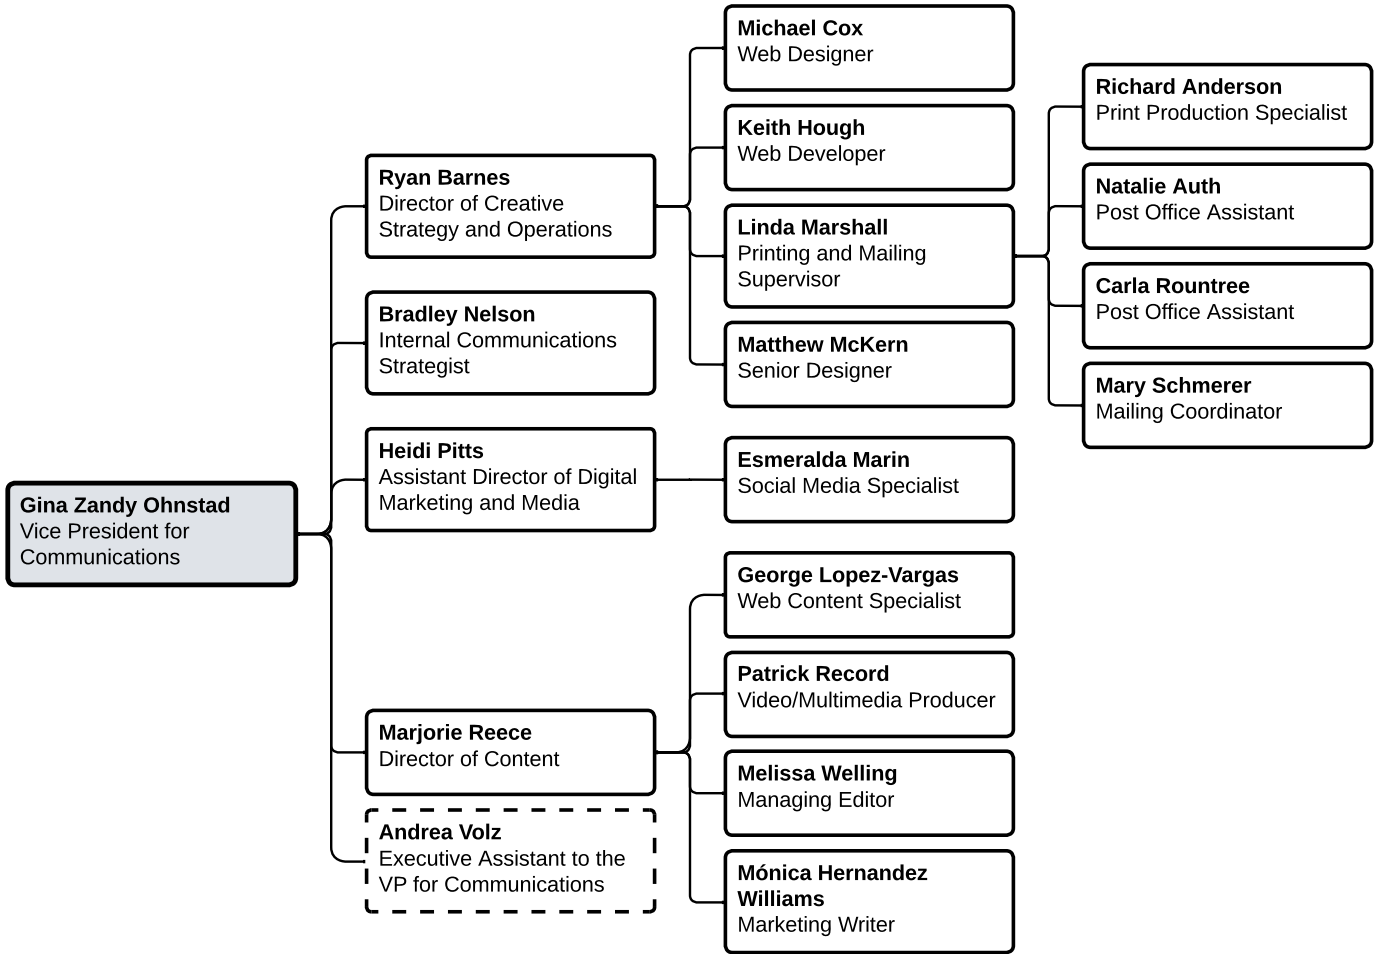 Michael Cox
Web Designer
Richard Anderson
Print Production Specialist
Keith Hough
Web Developer
Ryan Barnes
Director of Creative
Strategy and Operations
Natalie Auth
Post Office Assistant
Linda Marshall
Printing and Mailing
Supervisor
Carla Rountree
Post Office Assistant
Bradley Nelson
Internal Communications
Strategist
Matthew McKern
Senior Designer
Mary Schmerer
Mailing Coordinator
Heidi Pitts
Assistant Director of Digital
Marketing and Media
Esmeralda Marin
Social Media Specialist
Gina Zandy Ohnstad
Vice President for
Communications
George Lopez-Vargas
Web Content Specialist
Patrick Record
Video/Multimedia Producer
Marjorie Reece
Director of Content
Melissa Welling
Managing Editor
Andrea Volz
Executive Assistant to the
VP for Communications
Mónica Hernandez
Williams
Marketing Writer